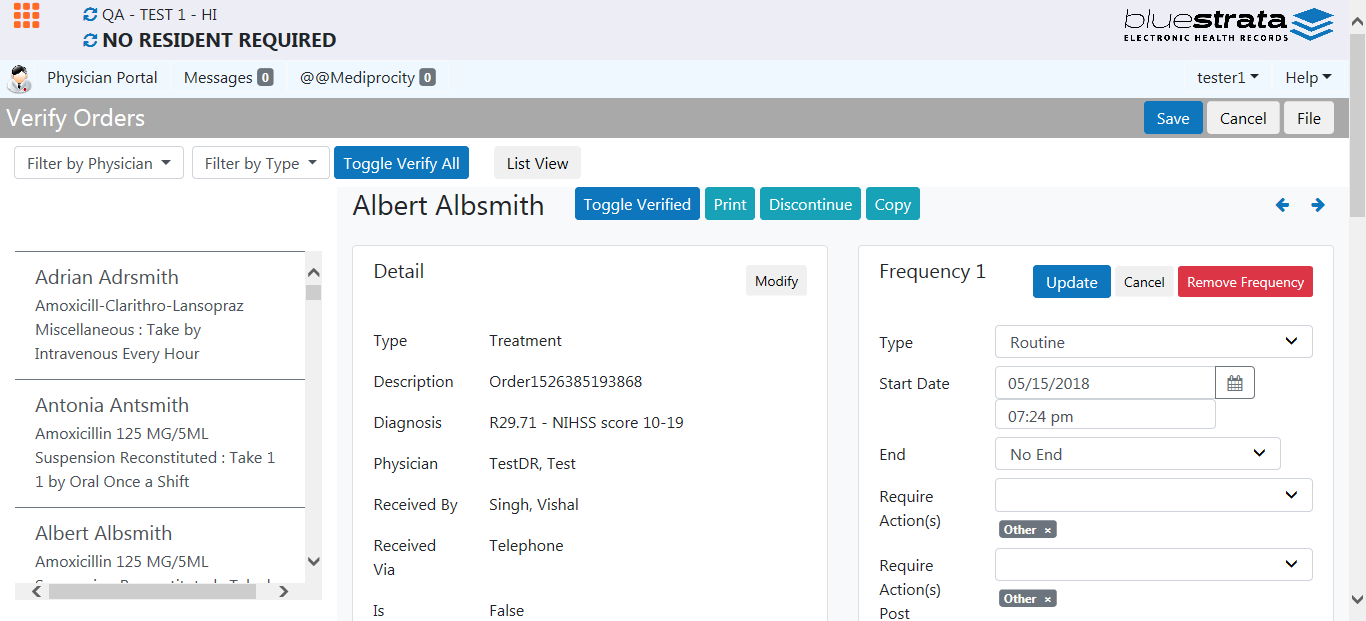 QA - TEST 1 - HI
NO RESIDENT REQUIRED
bluestrata
ELECTRONIC HEALTH RECORDS
Physician Portal
Messages 0
@@Mediprocity 0
tester1
Help
Verify Orders
Save
Cancel
File
Filter by Physician
Filter by Type
Toggle Verify All
List View
Adrian Adrsmith
Amoxicill-Clarithro-Lansopraz
Miscellaneous : Take by
Intravenous Every Hour
Antonia Antsmith
Amoxicillin 125 MG/5ML
Suspension Reconstituted : Take 1
1 by Oral Once a Shift
Albert Albsmith
Amoxicillin 125 MG/5ML
Albert Albsmith
Toggle Verified
Print
Discontinue
Copy
Detail
Modify
Type Treatment
Description Order1526385193868
Diagnosis R29.71 - NIHSS score 10-19
Physician TestDR, Test
Received By Singh, Vishal
Received Telephone
Via
Is False
Frequency 1
Update
Cancel
Remove Frequency
Type Routine
Start Date 05/15/2018
07:24 pm
End No End
Require
Action(s)
Other ×
Require
Action(s)
Post
Other ×